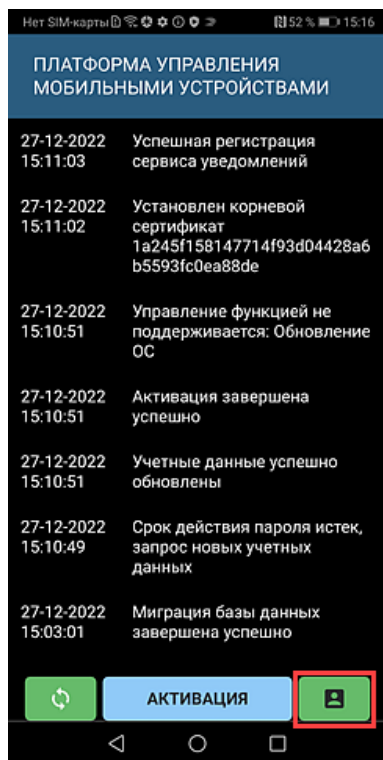 Нет SIM-карты 52 % 15:16
ПЛАТФОРМА УПРАВЛЕНИЯ
МОБИЛЬНЫМИ УСТРОЙСТВАМИ
27-12-2022 Успешная регистрация
15:11:03 сервиса уведомлений
27-12-2022 Установлен корневой
15:11:02 сертификат
1a245f158147714f93d04428a6
b5593fc0ea88de
27-12-2022 Управление функцией не
15:10:51 поддерживается: Обновление
ОС
27-12-2022 Активация завершена
15:10:51 успешно
27-12-2022 Учетные данные успешно
15:10:51 обновлены
27-12-2022 Срок действия пароля истек,
15:10:49 запрос новых учетных
данных
27-12-2022 Миграция базы данных
15:03:01 завершена успешно
АКТИВАЦИЯ